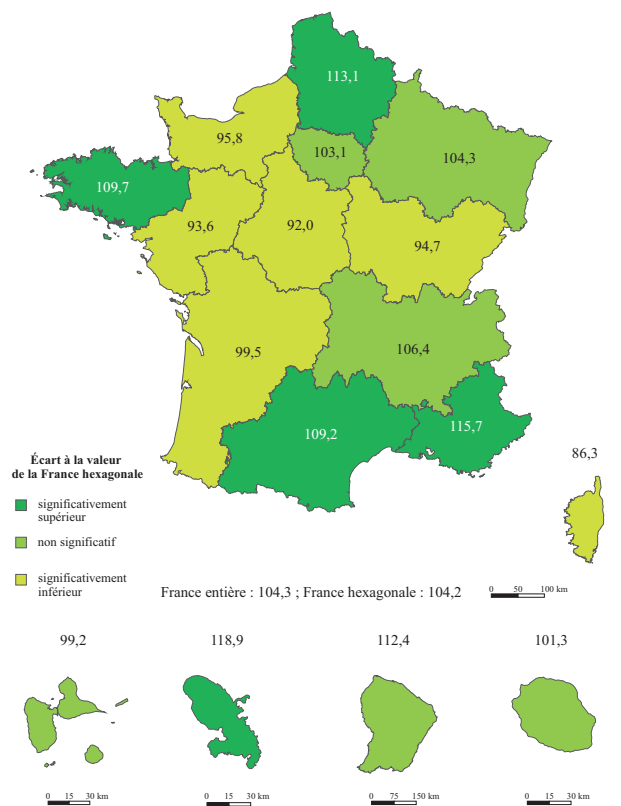 113,1
95,8
103,1
104,3
109,7
93,6
92,0
94,7
99,5
106,4
109,2
115,7
86,3
Écart à la valeur
de la France hexagonale
significativement
supérieur
non significatif
significativement
inférieur
France entière : 104,3 ; France hexagonale : 104,2
0 50 100 km
99,2
118,9
112,4
101,3
0 15 30 km
0 15 30 km
0 75 150 km
0 15 30 km